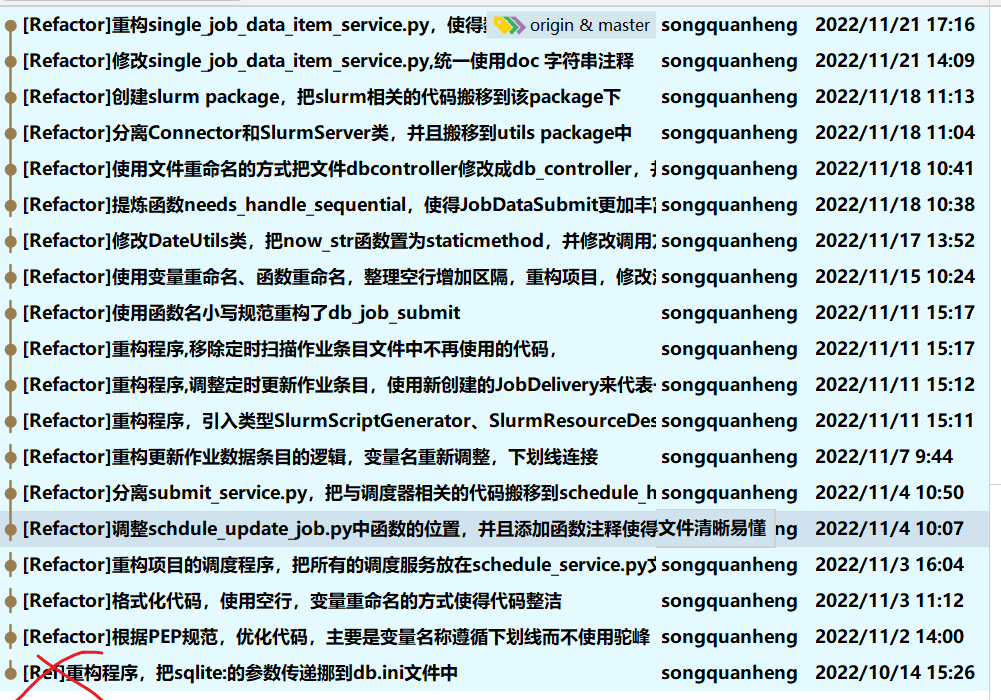 [Refactor]重构single_job_data_item_service.py，使得 origin & master songquanheng 2022/11/21 17:16
[Refactor]修改single_job_data_item_service.py,统一使用doc 字符串注释 songquanheng 2022/11/21 14:09
[Refactor]创建slurm package，把slurm相关的代码搬移到该package下 songquanheng 2022/11/18 11:13
[Refactor]分离Connector和SlurmServer类，并且搬移到utils package中 songquanheng 2022/11/18 11:04
[Refactor]使用文件重命名的方式把文件dbcontroller修改成db_controller， songquanheng 2022/11/18 10:41
[Refactor]提炼函数needs_handle_sequential，使得JobDataSubmit更加丰 songquanheng 2022/11/18 10:38
[Refactor]修改DateUtils类，把now_str函数置为staticmethod，并修改调用 songquanheng 2022/11/17 13:52
[Refactor]使用变量重命名、函数重命名，整理空行增加区隔，重构项目，修改 songquanheng 2022/11/15 10:24
[Refactor]使用函数名小写规范重构了db_job_submit songquanheng 2022/11/11 15:17
[Refactor]重构程序,移除定时扫描作业条目文件中不再使用的代码， songquanheng 2022/11/11 15:17
[Refactor]重构程序,调整定时更新作业条目，使用新创建的JobDelivery来代表 songquanheng 2022/11/11 15:12
[Refactor]重构程序，引入类型SlurmScriptGenerator、SlurmResourceDes songquanheng 2022/11/11 15:11
[Refactor]重构更新作业数据条目的逻辑，变量名重新调整，下划线连接 songquanheng 2022/11/7 9:44
[Refactor]分离submit_service.py，把与调度器相关的代码搬移到schedule_h songquanheng 2022/11/4 10:50
[Refactor]调整schdule_update_job.py中函数的位置，并且添加函数注释使得文件清晰易懂 ng 2022/11/4 10:07
[Refactor]重构项目的调度程序，把所有的调度服务放在schedule_service.py文 songquanheng 2022/11/3 16:04
[Refactor]格式化代码，使用空行，变量重命名的方式使得代码整洁 songquanheng 2022/11/3 11:12
[Refactor]根据PEP规范，优化代码，主要是变量名称遵循下划线而不使用驼峰 songquanheng 2022/11/2 14:00
[Ref]重构程序，把sqlite:的参数传递挪到db.ini文件中 songquanheng 2022/10/14 15:26